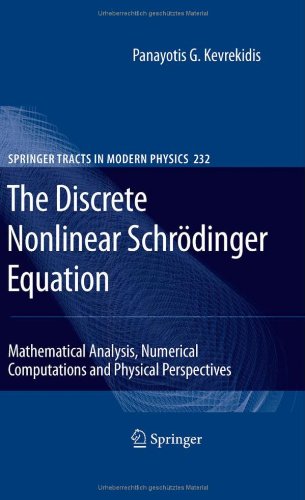 Urheberrechtlich geschütztes Material
Panayotis G. Kevrekidis
SPRINGER TRACTS IN MODERN PHYSICS 232
The Discrete
Nonlinear Schrödinger
Equation
Mathematical Analysis, Numerical
Computations and Physical Perspectives
Springer
Urheberrechtlich geschütztes Material